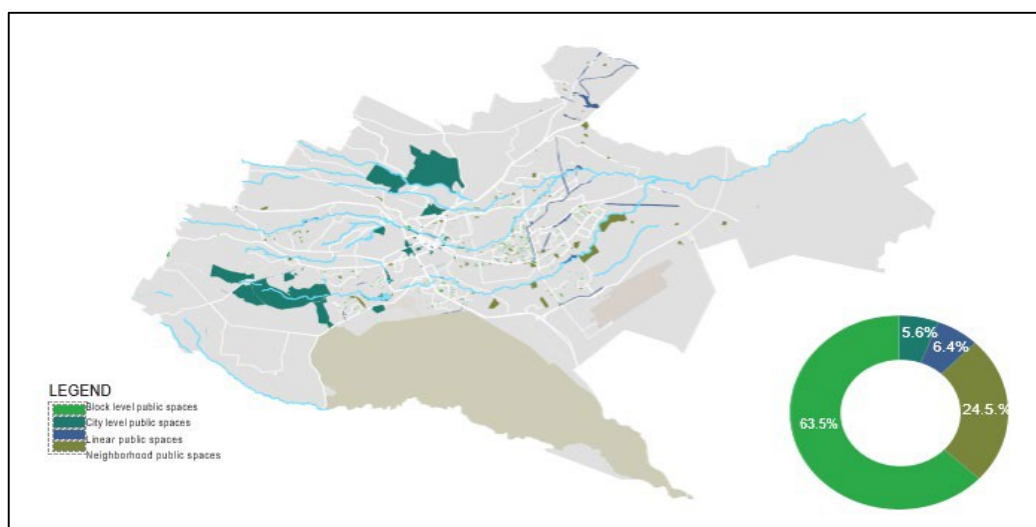 5.6%
6.4%
24.5.%
63.5%
LEGEND
Block level public spaces
City level public spaces
Linear public spaces
Neighborhood public spaces